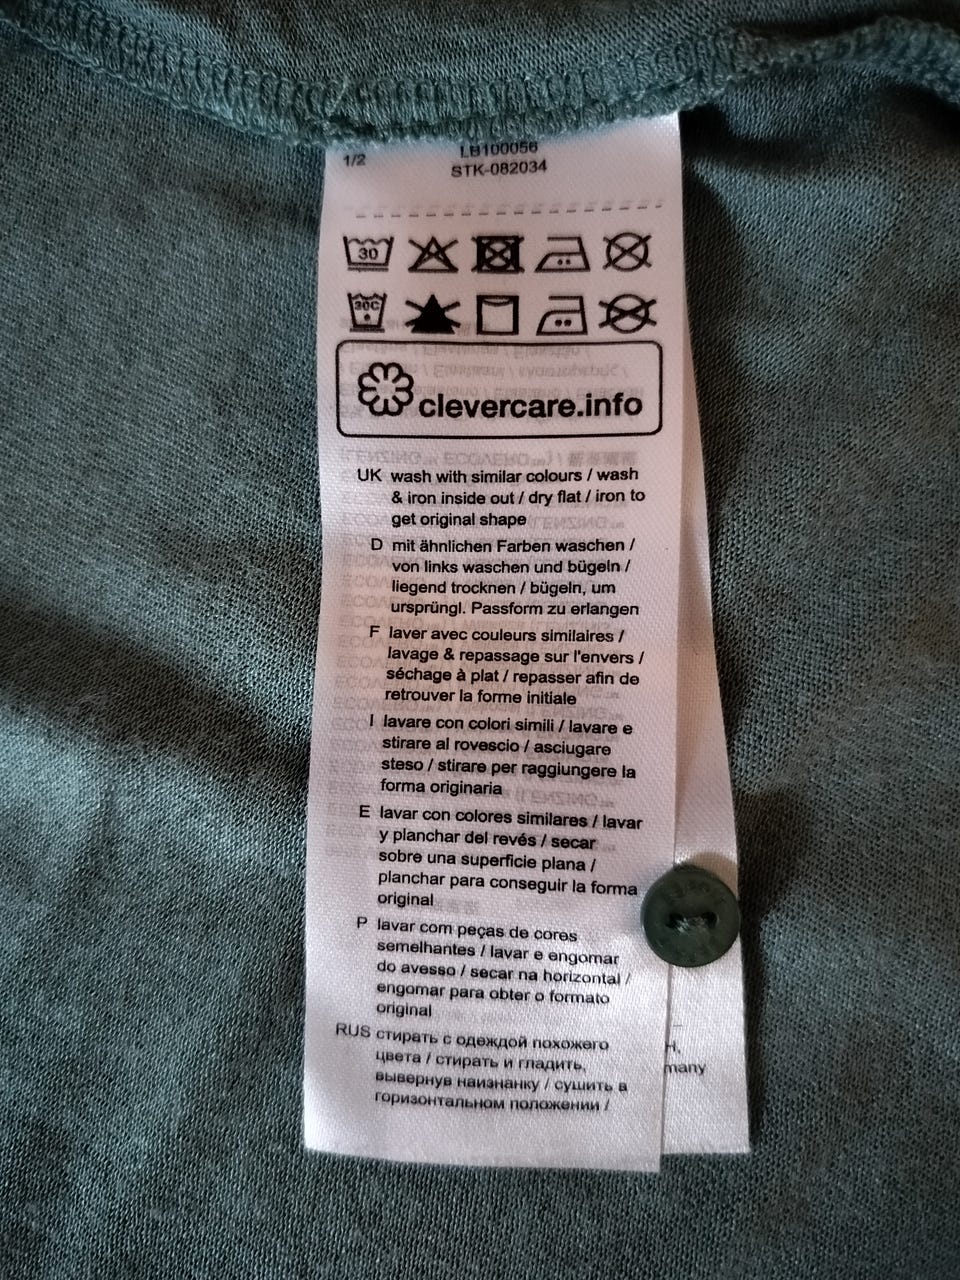 1/2
LB100056
STK-082034
30
30C
clevercare.info
UK wash with similar colours / wash
& iron inside out / dry flat / iron to
get original shape
D mit ähnlichen Farben waschen /
von links waschen und bügeln /
liegend trocknen / bügeln, um
ursprüngl. Passform zu erlangen
F laver avec couleurs similaires /
lavage & repassage sur l'envers /
séchage à plat / repasser afin de
retrouver la forme initiale
I lavare con colori simili / lavare e
stirare al rovescio / asciugare
steso / stirare per raggiungere la
forma originaria
E lavar con colores similares / lavar
y planchar del revés / secar
sobre una superficie plana /
planchar para conseguir la forma
original
P lavar com peças de cores
semelhantes / lavar e engomar
do avesso / secar na horizontal /
engomar para obter o formato
original
RUS стирать с одеждой похожего
цвета / стирать и гладить,
вывернув наизнанку / сушить в
горизонтальном положении /
H,
many